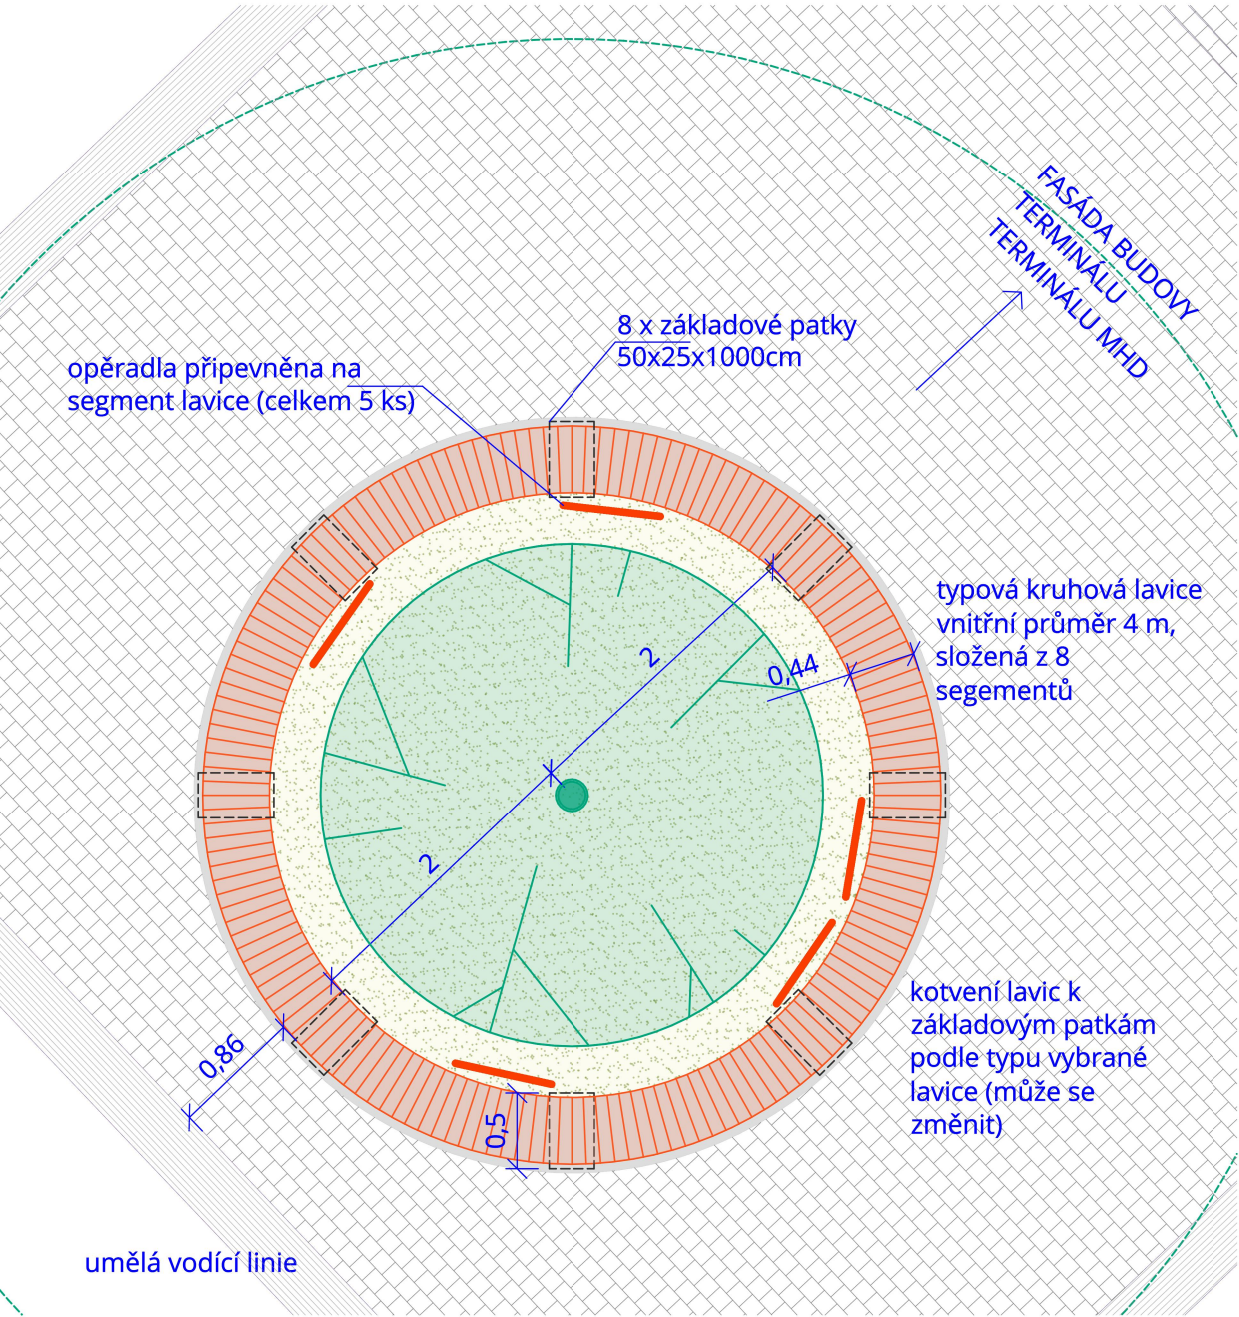 FASÁDA BUDOVY
TERMINÁLU
TERMINÁLU MHD
8 x základové patky
50x25x1000cm
opěradla připevněna na
segment lavice (celkem 5 ks)
typová kruhová lavice
vnitřní průměr 4 m,
složená z 8
segementů
2
0,44
2
kotvení lavic k
základovým patkám
podle typu vybrané
lavice (může se
změnit)
0,86
0,5
umělá vodící linie